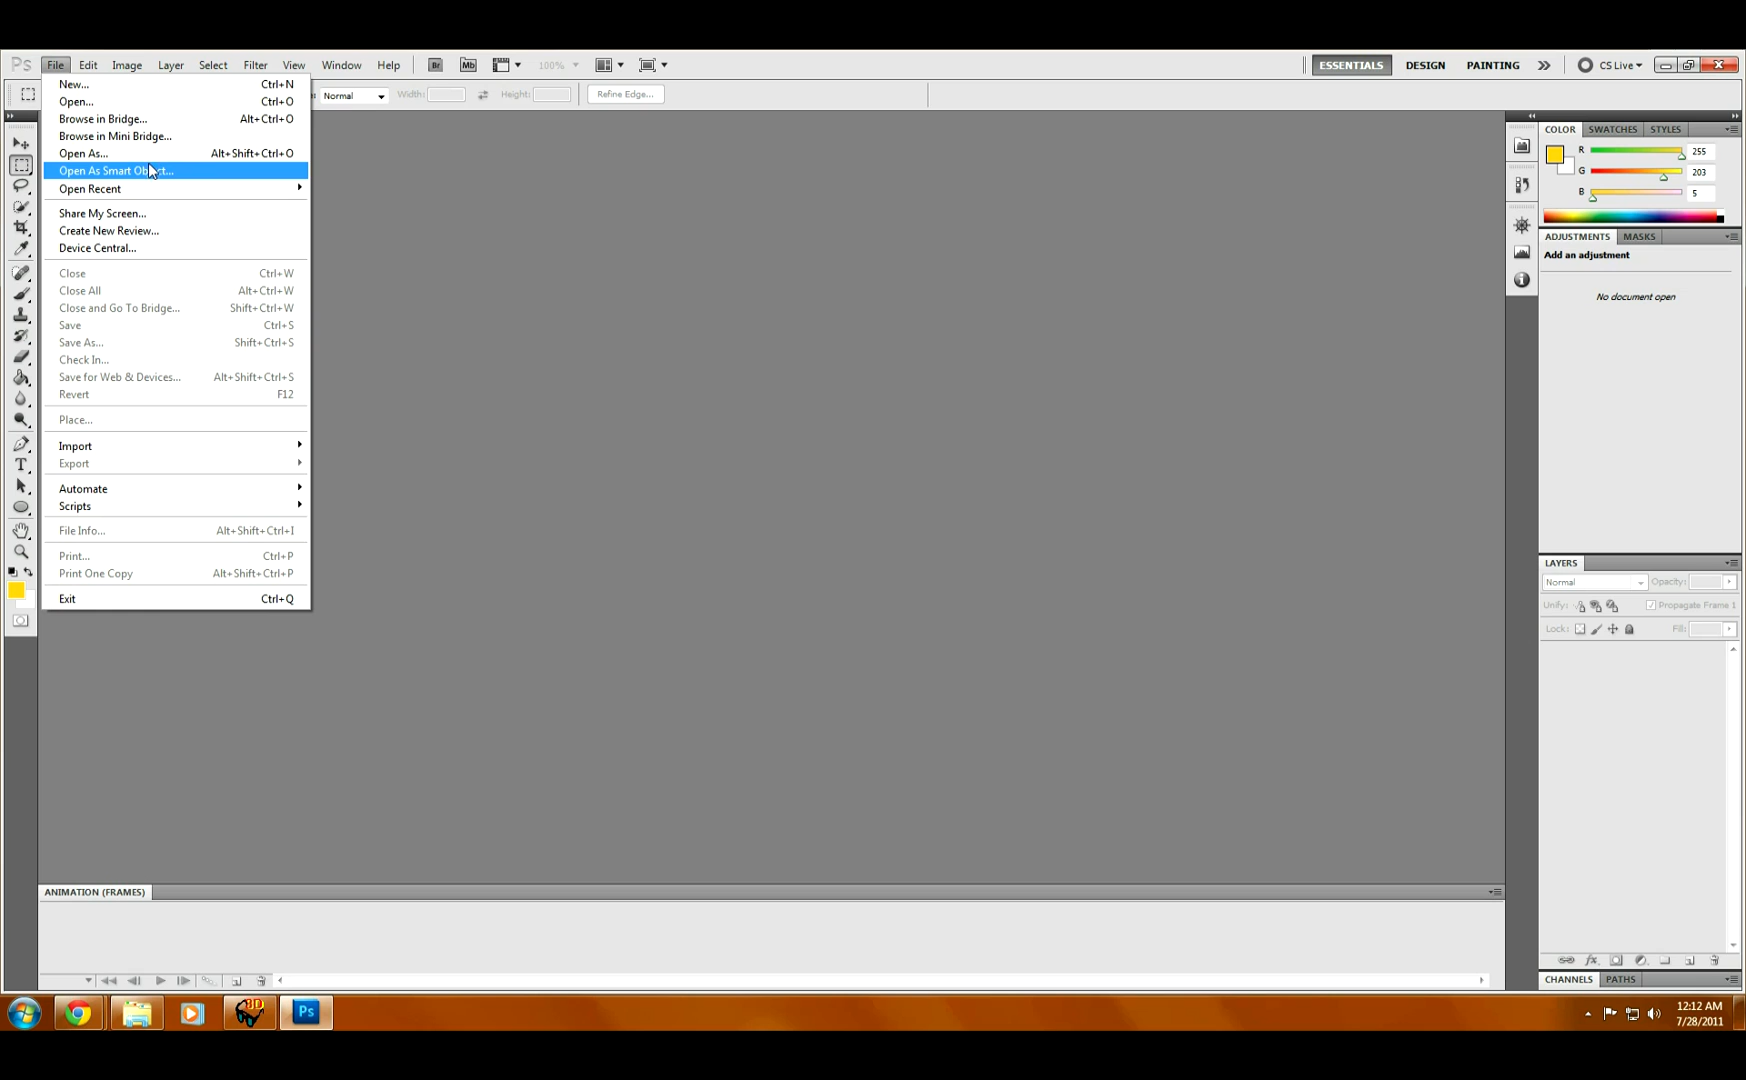 Ps File Edit Image Layer Select Filter View Window Help Br Mb 100% ESSENTIALS DESIGN PAINTING CS Live
Normal Width: Height: Refine Edge...
New... Ctrl+N
Open... Ctrl+O
Browse in Bridge... Alt+Ctrl+O
Browse in Mini Bridge...
Open As... Alt+Shift+Ctrl+O
Open As Smart Object...
Open Recent
Share My Screen...
Create New Review...
Device Central...
Close Ctrl+W
Close All Alt+Ctrl+W
Close and Go To Bridge... Shift+Ctrl+W
Save Ctrl+S
Save As... Shift+Ctrl+S
Check In...
Save for Web & Devices... Alt+Shift+Ctrl+S
Revert F12
Place...
Import
Export
Automate
Scripts
File Info... Alt+Shift+Ctrl+I
Print... Ctrl+P
Print One Copy Alt+Shift+Ctrl+P
Exit Ctrl+Q
COLOR SWATCHES STYLES
R 255
G 203
B 5
ADJUSTMENTS MASKS
Add an adjustment
No document open
LAYERS
Normal Opacity:
Unify: Propagate Frame 1
Lock: Fill:
ANIMATION (FRAMES)
CHANNELS PATHS
3D Ps
12:12 AM
7/28/2011